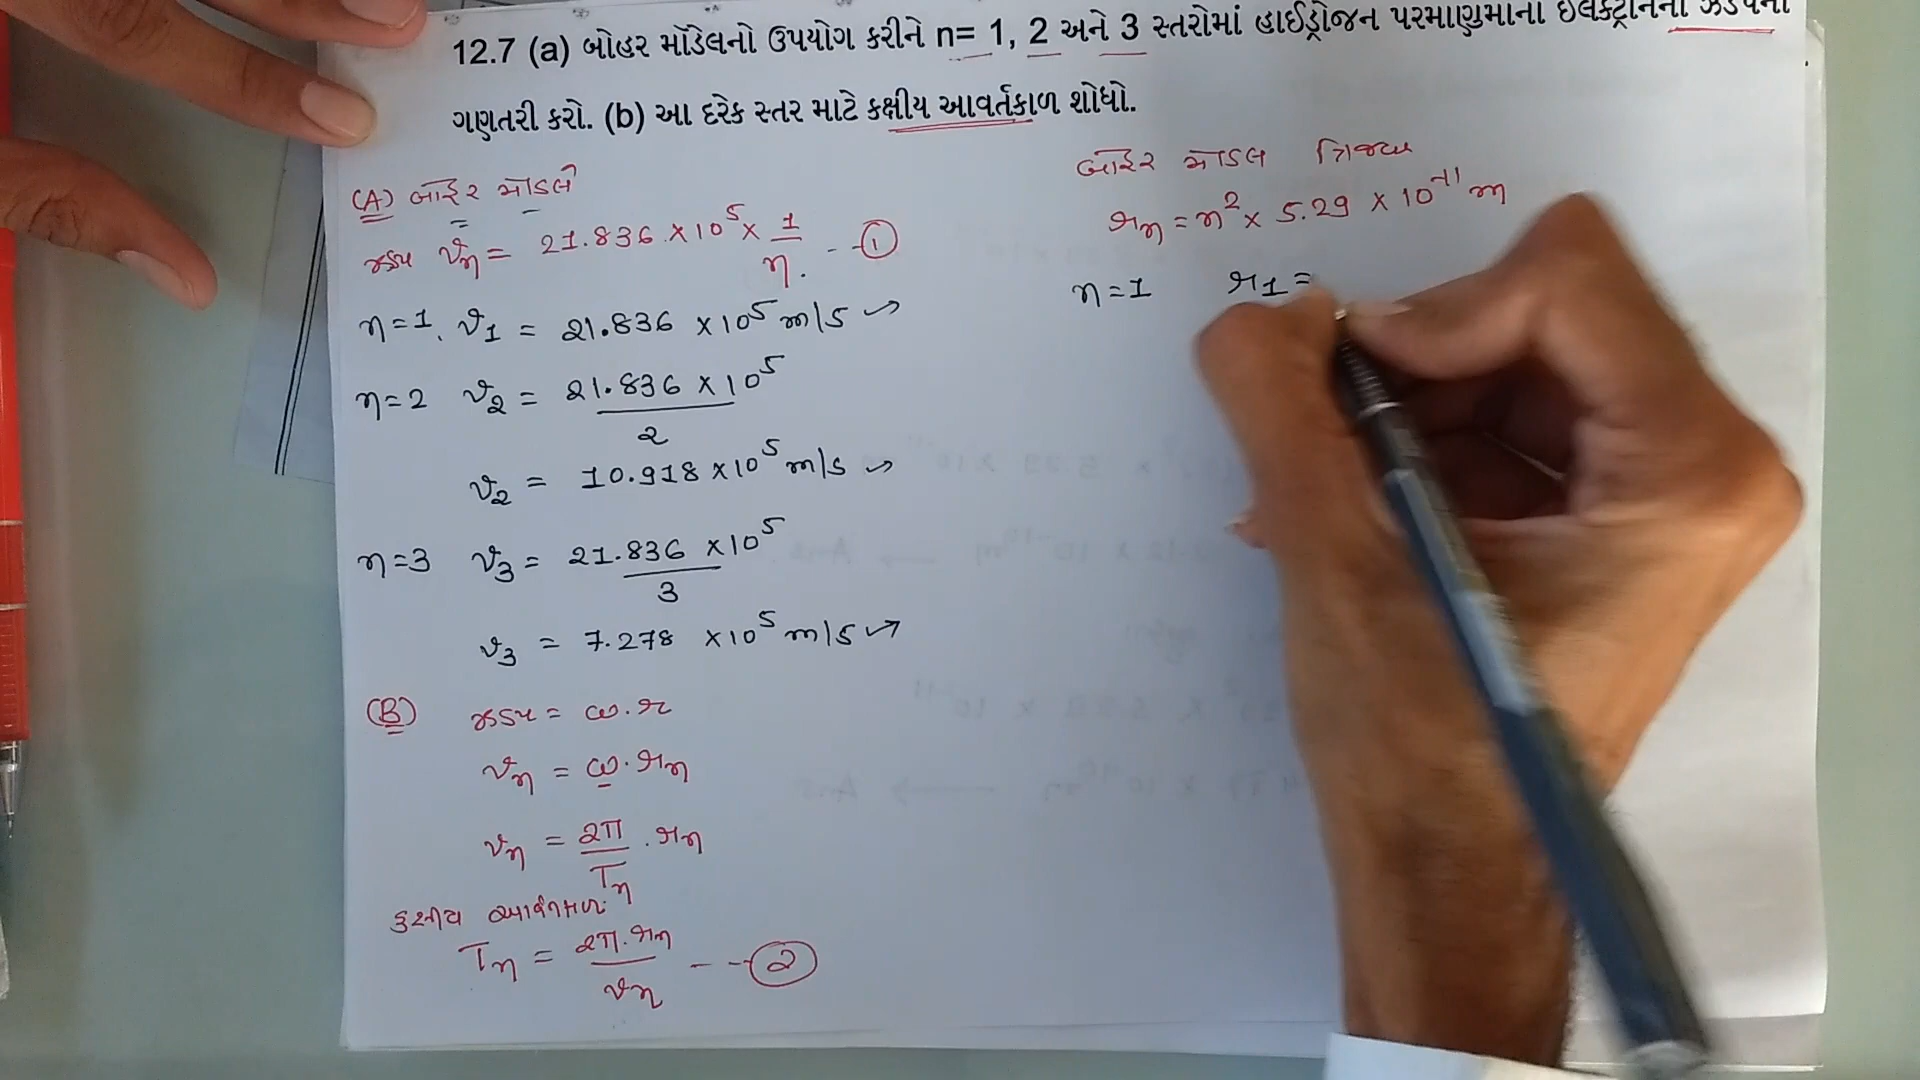 12.7 (a) બોહર મૉડેલનો ઉપયોગ કરીને n= 1, 2 અને 3 સ્તરોમાં હાઈડ્રોજન પરમાણુમાના ઇલેક્ટ્રૉનની ઝડપની
ગણતરી કરો. (b) આ દરેક સ્તર માટે કક્ષીય આવર્તકાળ શોધો.
(A) બોહર મોડલ
ઝડપ vn = 21.836 × 10^5 × 1/n. -- ①
n=1, v1 = 21.836 × 10^5 m/s
n=2 v2 = 21.836 × 10^5 / 2
v2 = 10.918 × 10^5 m/s
n=3 v3 = 21.836 × 10^5 / 3
v3 = 7.278 × 10^5 m/s
(B) ઝડપ = ω.r
vn = ω.rn
vn = 2π/Tn . rn
કક્ષીય આવર્તકાળ
Tn = 2π.rn / vn --- ②
બોહર મોડલ ત્રિજ્યા
rn = n² × 5.29 × 10^-11 m
n=1 r1 =